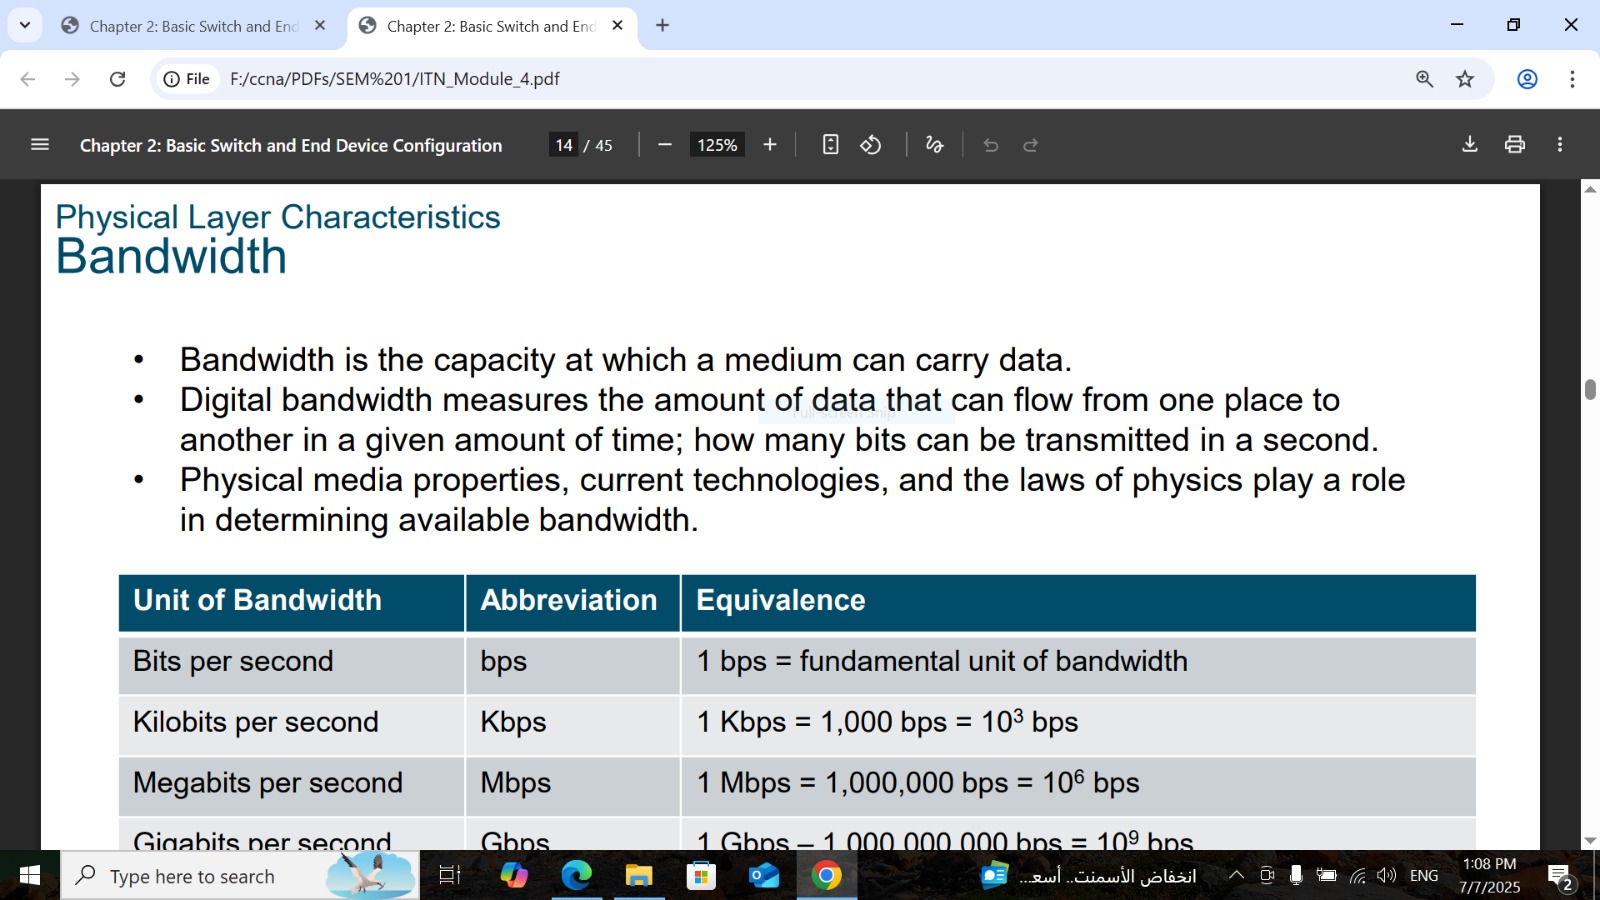 Chapter 2: Basic Switch and End
Chapter 2: Basic Switch and End
File F:/ccna/PDFs/SEM%201/ITN_Module_4.pdf
Chapter 2: Basic Switch and End Device Configuration 14 / 45 125%
Physical Layer Characteristics
Bandwidth
• Bandwidth is the capacity at which a medium can carry data.
• Digital bandwidth measures the amount of data that can flow from one place to
another in a given amount of time; how many bits can be transmitted in a second.
Full-screen Snip
• Physical media properties, current technologies, and the laws of physics play a role
in determining available bandwidth.
Unit of Bandwidth Abbreviation Equivalence
Bits per second bps 1 bps = fundamental unit of bandwidth
Kilobits per second Kbps 1 Kbps = 1,000 bps = 10³ bps
Megabits per second Mbps 1 Mbps = 1,000,000 bps = 10⁶ bps
Gigabits per second Gbps 1 Gbps – 1,000,000,000 bps = 10⁹ bps
Type here to search
انخفاض الأسمنت.. أسعـ...
ENG
1:08 PM
7/7/2025
2